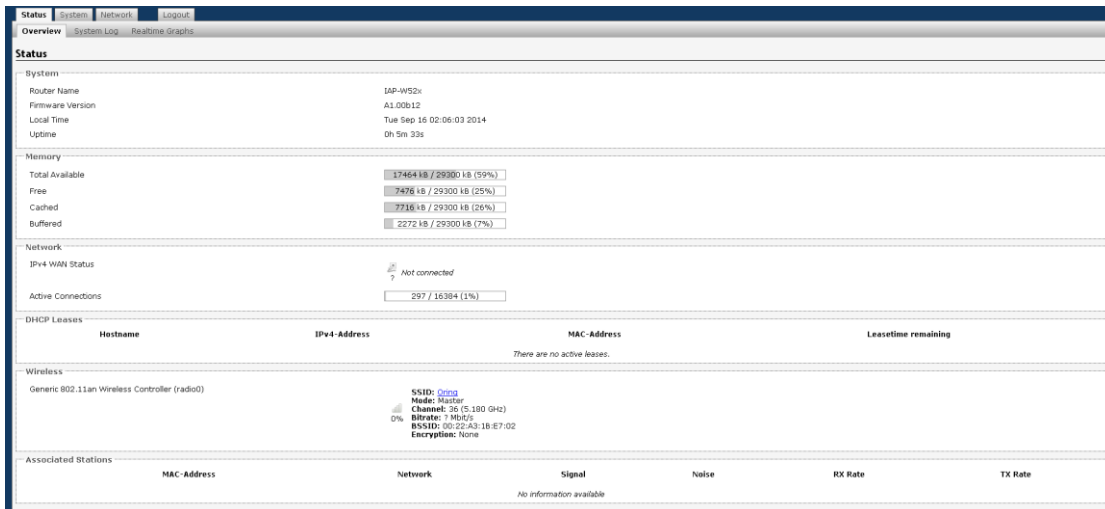 Status System Network Logout
Overview System Log Realtime Graphs
Status
System
Router Name IAP-W52x
Firmware Version A1.00b12
Local Time Tue Sep 16 02:06:03 2014
Uptime 0h 5m 33s
Memory
Total Available 17464 kB / 29300 kB (59%)
Free 7476 kB / 29300 kB (25%)
Cached 7716 kB / 29300 kB (26%)
Buffered 2272 kB / 29300 kB (7%)
Network
IPv4 WAN Status ? Not connected
Active Connections 297 / 16384 (1%)
DHCP Leases
Hostname IPv4-Address MAC-Address Leasetime remaining
There are no active leases.
Wireless
Generic 802.11an Wireless Controller (radio0)
SSID: Oring
Mode: Master
Channel: 36 (5.180 GHz)
0% Bitrate: ? Mbit/s
BSSID: 00:22:A3:1B:E7:02
Encryption: None
Associated Stations
MAC-Address Network Signal Noise RX Rate TX Rate
No information available